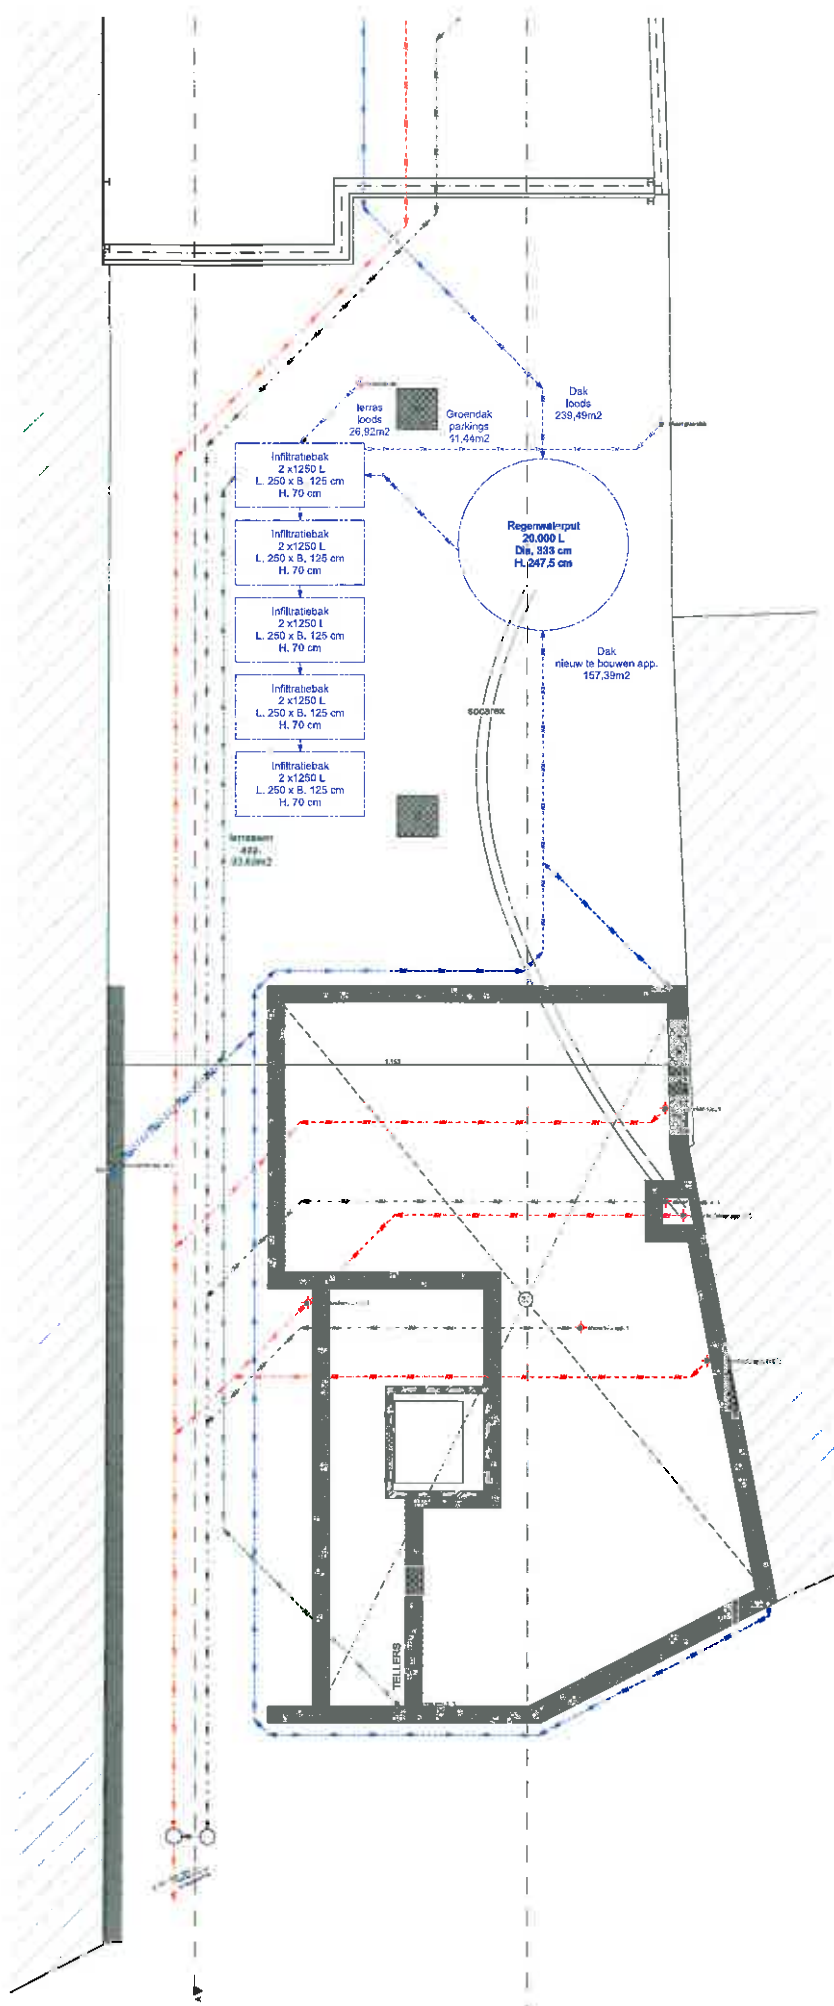 Dak
loods
239,49m2
terras
loods
26,92m2
Groendak
parkings
11,44m2
Infiltratiebak
2 x1250 L
L. 250 x B. 125 cm
H. 70 cm
Regenwaterput
20.000 L
Dia. 333 cm
H. 247,5 cm
Infiltratiebak
2 x1250 L
L. 250 x B. 125 cm
H. 70 cm
Infiltratiebak
2 x1250 L
L. 250 x B. 125 cm
H. 70 cm
Dak
nieuw te bouwen app.
157,39m2
Infiltratiebak
2 x1250 L
L. 250 x B. 125 cm
H. 70 cm
socarex
Infiltratiebak
2 x1250 L
L. 250 x B. 125 cm
H. 70 cm
terrassen
app.
TELLERS
A